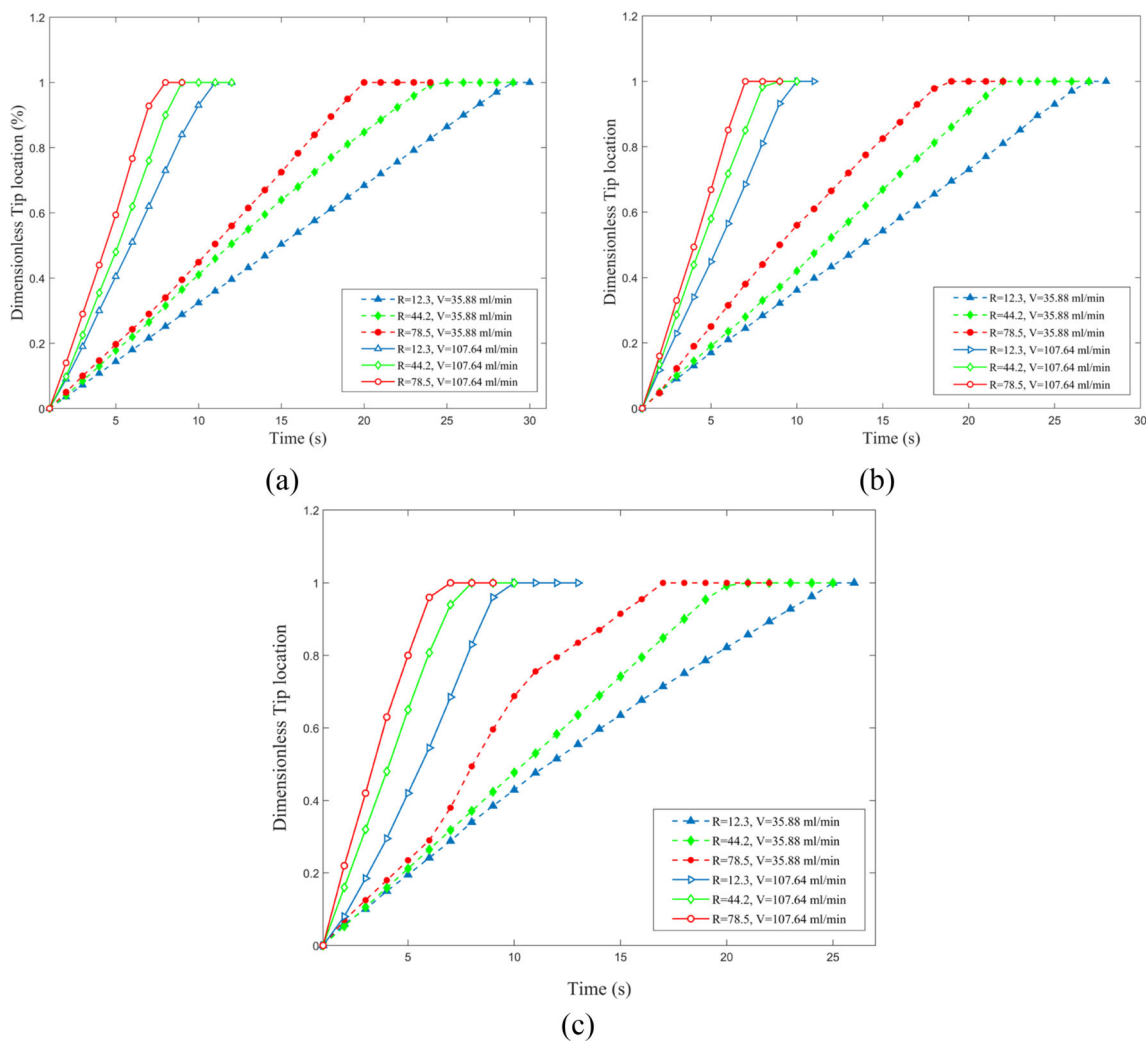 1.2
1
0.8
0.6
0.4
0.2
0
Dimensionless Tip location (%)
R=12.3, V=35.88 ml/min
R=44.2, V=35.88 ml/min
R=78.5, V=35.88 ml/min
R=12.3, V=107.64 ml/min
R=44.2, V=107.64 ml/min
R=78.5, V=107.64 ml/min
5 10 15 20 25 30
Time (s)
(a)
1.2
1
0.8
0.6
0.4
0.2
0
Dimensionless Tip location
R=12.3, V=35.88 ml/min
R=44.2, V=35.88 ml/min
R=78.5, V=35.88 ml/min
R=12.3, V=107.64 ml/min
R=44.2, V=107.64 ml/min
R=78.5, V=107.64 ml/min
5 10 15 20 25 30
Time (s)
(b)
1.2
1
0.8
0.6
0.4
0.2
0
Dimensionless Tip location
R=12.3, V=35.88 ml/min
R=44.2, V=35.88 ml/min
R=78.5, V=35.88 ml/min
R=12.3, V=107.64 ml/min
R=44.2, V=107.64 ml/min
R=78.5, V=107.64 ml/min
5 10 15 20 25
Time (s)
(c)